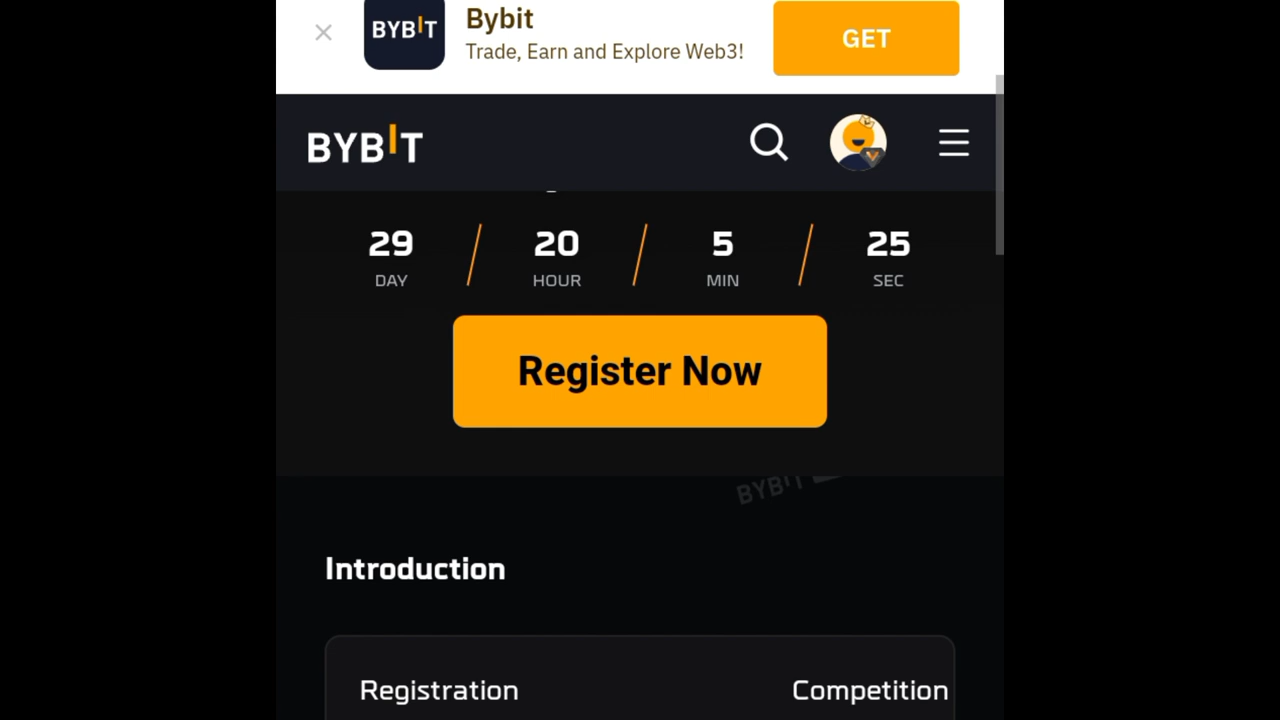 BYBIT
Bybit
Trade, Earn and Explore Web3!
GET
BYBIT
29 20 5 25
DAY HOUR MIN SEC
Register Now
BYBIT
Introduction
Registration Competition